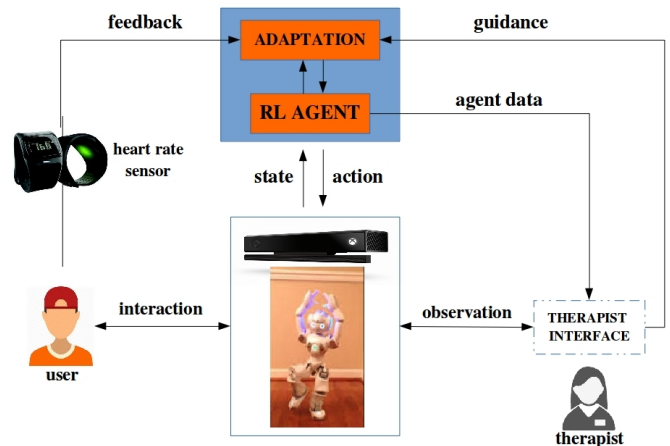 feedback
guidance
ADAPTATION
RL AGENT
agent data
heart rate
sensor
state
action
interaction
observation
THERAPIST
INTERFACE
user
therapist